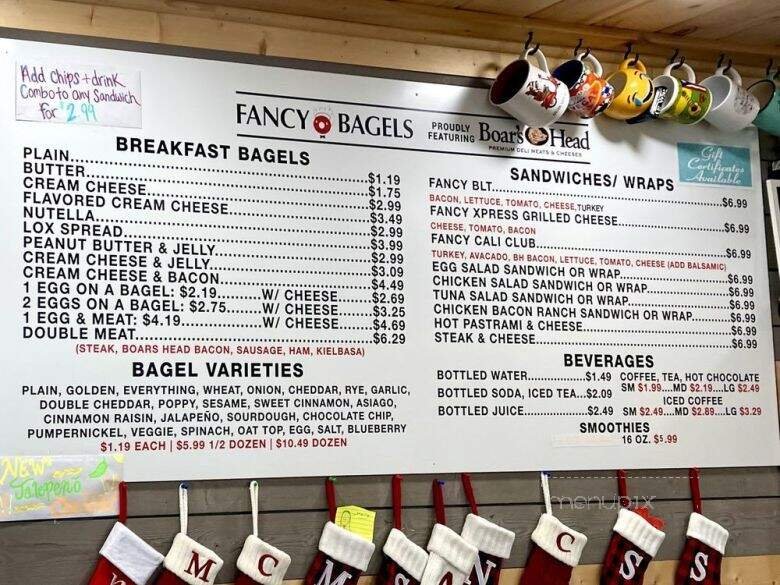 Add chips + drink
Combo to any Sandwich
for $2.99
FANCY BAGELS
PROUDLY
FEATURING
Boar's Head
PREMIUM DELI MEATS & CHEESES
Gift
Certificates
Available
BREAKFAST BAGELS
PLAIN...$1.19
BUTTER...$1.75
CREAM CHEESE...$2.99
FLAVORED CREAM CHEESE...$3.49
NUTELLA...$2.99
LOX SPREAD...$3.99
PEANUT BUTTER & JELLY...$2.99
CREAM CHEESE & JELLY...$3.09
CREAM CHEESE & BACON...$4.49
1 EGG ON A BAGEL: $2.19...W/ CHEESE...$2.69
2 EGGS ON A BAGEL: $2.75...W/ CHEESE...$3.25
1 EGG & MEAT: $4.19...W/ CHEESE...$4.69
DOUBLE MEAT...$6.29
(STEAK, BOARS HEAD BACON, SAUSAGE, HAM, KIELBASA)
BAGEL VARIETIES
PLAIN, GOLDEN, EVERYTHING, WHEAT, ONION, CHEDDAR, RYE, GARLIC,
DOUBLE CHEDDAR, POPPY, SESAME, SWEET CINNAMON, ASIAGO,
CINNAMON RAISIN, JALAPEÑO, SOURDOUGH, CHOCOLATE CHIP,
PUMPERNICKEL, VEGGIE, SPINACH, OAT TOP, EGG, SALT, BLUEBERRY
$1.19 EACH | $5.99 1/2 DOZEN | $10.49 DOZEN
SANDWICHES/ WRAPS
FANCY BLT...$6.99
BACON, LETTUCE, TOMATO, CHEESE,TURKEY
FANCY XPRESS GRILLED CHEESE...$6.99
CHEESE, TOMATO, BACON
FANCY CALI CLUB...$6.99
TURKEY, AVACADO, BH BACON, LETTUCE, TOMATO, CHEESE (ADD BALSAMIC)
EGG SALAD SANDWICH OR WRAP...$6.99
CHICKEN SALAD SANDWICH OR WRAP...$6.99
TUNA SALAD SANDWICH OR WRAP...$6.99
CHICKEN BACON RANCH SANDWICH OR WRAP...$6.99
HOT PASTRAMI & CHEESE...$6.99
STEAK & CHEESE...$6.99
BEVERAGES
BOTTLED WATER...$1.49
BOTTLED SODA, ICED TEA...$2.09
BOTTLED JUICE...$2.49
COFFEE, TEA, HOT CHOCOLATE
SM $1.99....MD $2.19....LG $2.49
ICED COFFEE
SM $2.49....MD $2.89....LG $3.29
SMOOTHIES
16 OZ. $5.99
NEW
Jalapeño
menupix
M
C
M
S
A
N
C
S
S